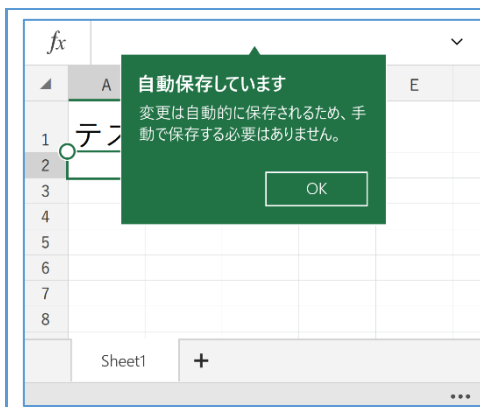 fx
A
E
自動保存しています
変更は自動的に保存されるため、手
動で保存する必要はありません。
OK
1
テス
2
3
4
5
6
7
8
Sheet1 +